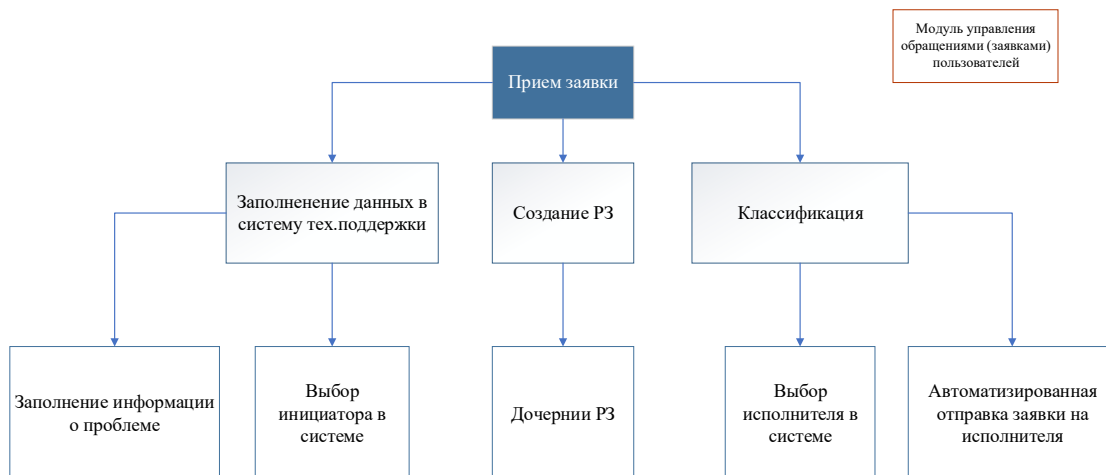 Модуль управления
обращениями (заявками)
пользователей
Прием заявки
Заполненение данных в
систему тех.поддержки
Создание РЗ
Классификация
Заполнение информации
о проблеме
Выбор
инициатора в
системе
Дочернии РЗ
Выбор
исполнителя в
системе
Автоматизированная
отправка заявки на
исполнителя